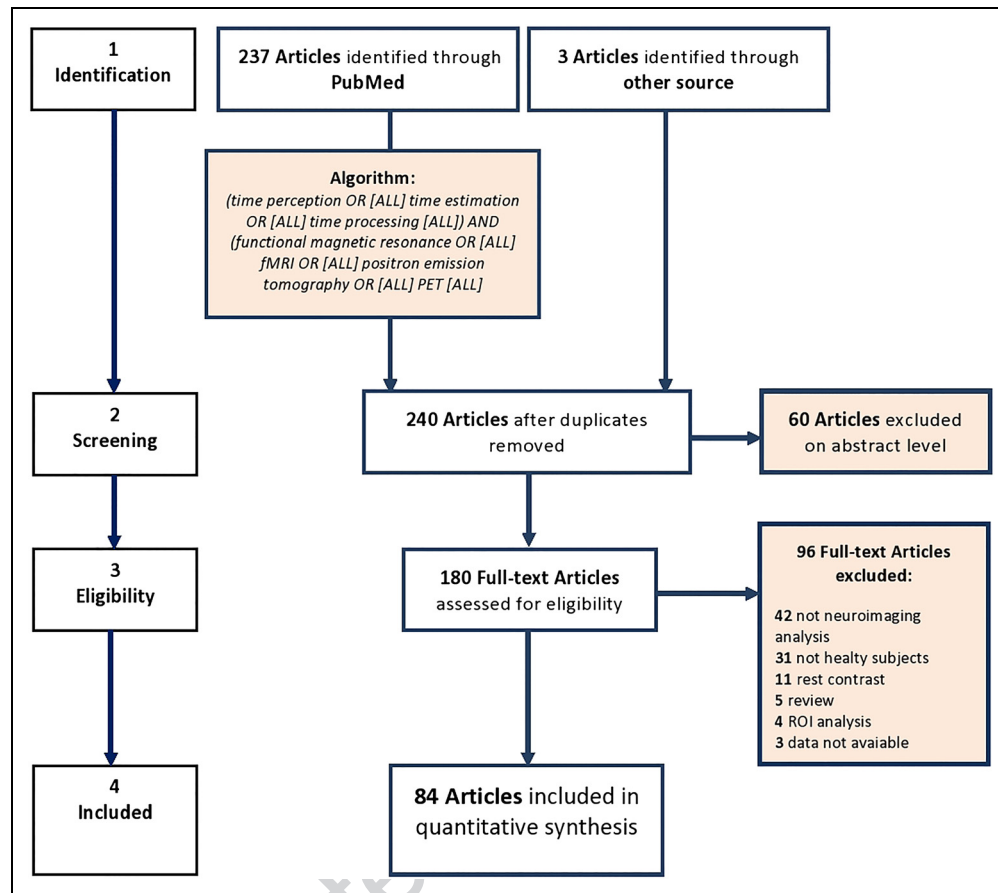 1
Identification
237 Articles identified through
PubMed
3 Articles identified through
other source
Algorithm:
(time perception OR [ALL] time estimation
OR [ALL] time processing [ALL]) AND
(functional magnetic resonance OR [ALL]
fMRI OR [ALL] positron emission
tomography OR [ALL] PET [ALL]
2
Screening
240 Articles after duplicates
removed
60 Articles excluded
on abstract level
3
Eligibility
180 Full-text Articles
assessed for eligibility
96 Full-text Articles
excluded:
42 not neuroimaging
analysis
31 not healty subjects
11 rest contrast
5 review
4 ROI analysis
3 data not avaiable
4
Included
84 Articles included in
quantitative synthesis